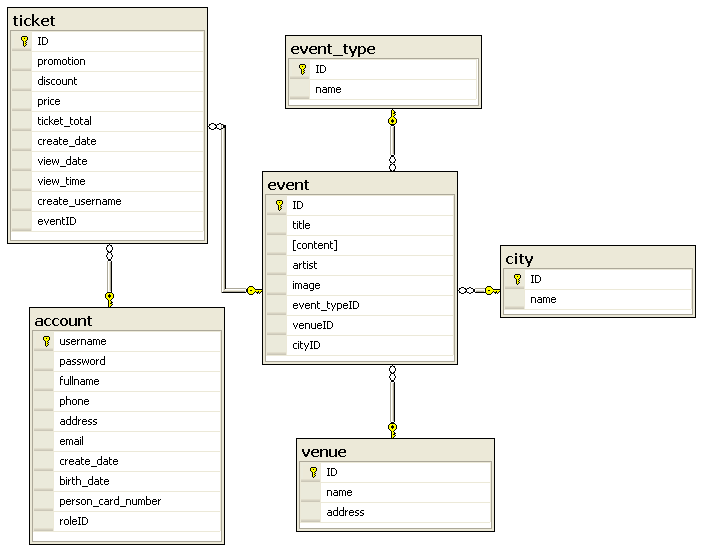 ticket
ID
promotion
discount
price
ticket_total
create_date
view_date
view_time
create_username
eventID
event_type
ID
name
event
ID
title
[content]
artist
image
event_typeID
venueID
cityID
city
ID
name
account
username
password
fullname
phone
address
email
create_date
birth_date
person_card_number
roleID
venue
ID
name
address